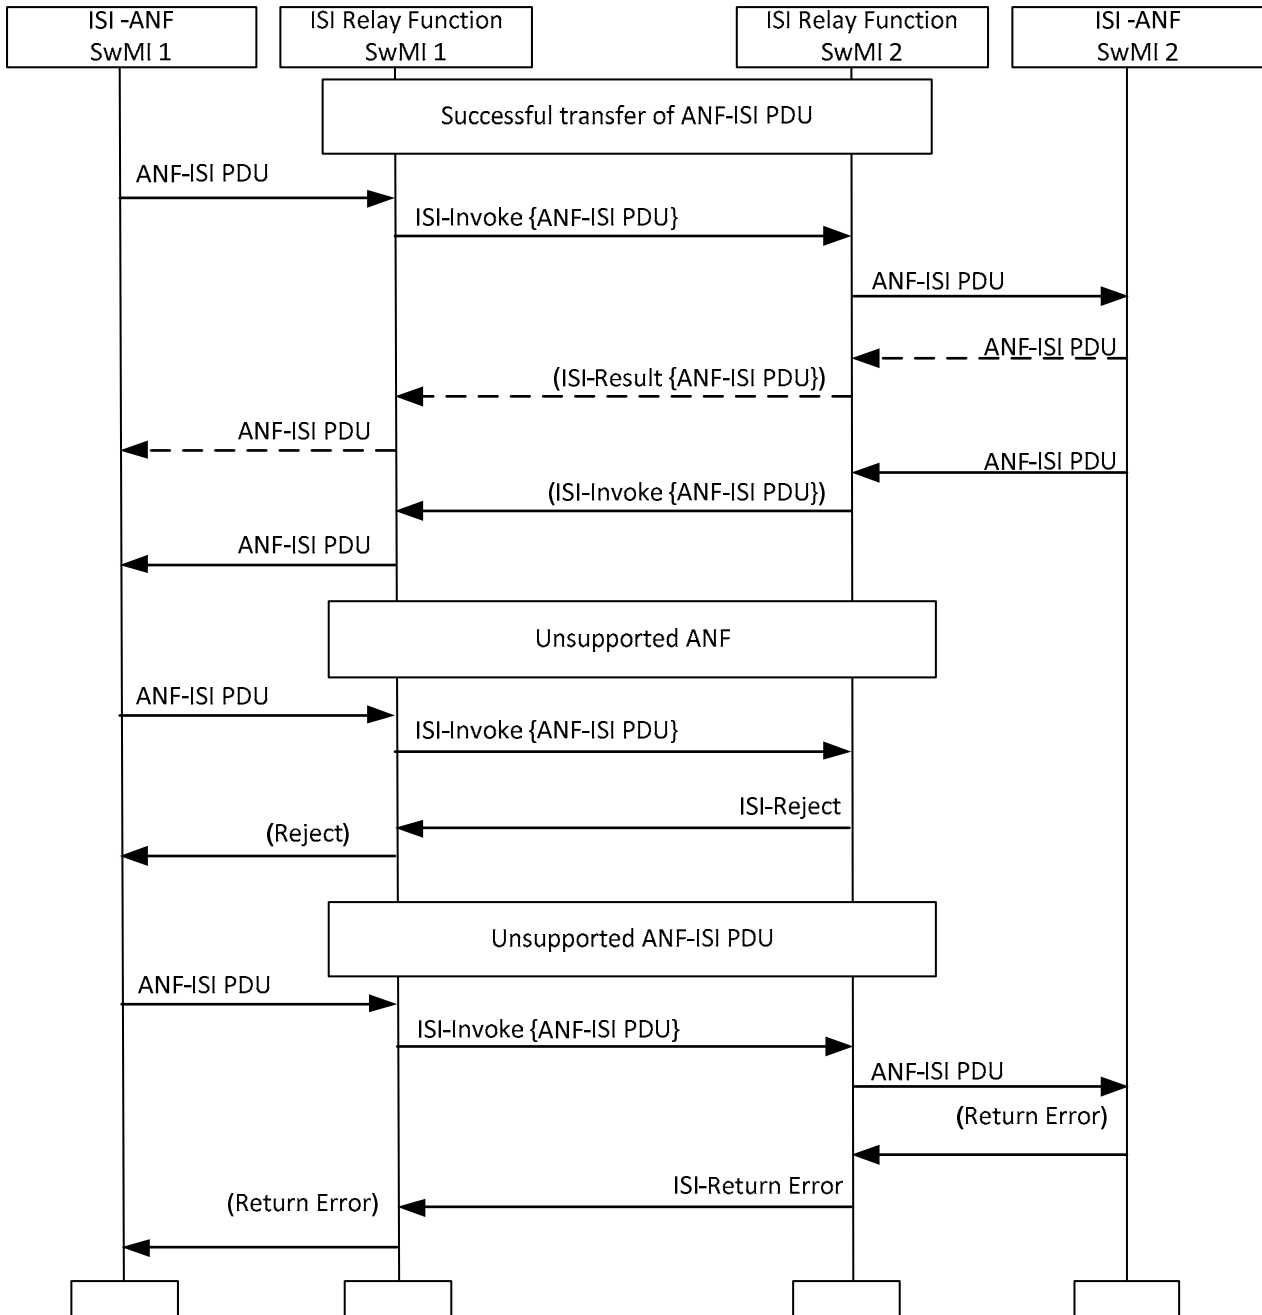 ISI -ANF
SwMI 1
ISI Relay Function
SwMI 1
ISI Relay Function
SwMI 2
ISI -ANF
SwMI 2
Successful transfer of ANF-ISI PDU
ANF-ISI PDU
ISI-Invoke {ANF-ISI PDU}
ANF-ISI PDU
ANF-ISI PDU
(ISI-Result {ANF-ISI PDU})
ANF-ISI PDU
ANF-ISI PDU
(ISI-Invoke {ANF-ISI PDU})
ANF-ISI PDU
Unsupported ANF
ANF-ISI PDU
ISI-Invoke {ANF-ISI PDU}
ISI-Reject
(Reject)
Unsupported ANF-ISI PDU
ANF-ISI PDU
ISI-Invoke {ANF-ISI PDU}
ANF-ISI PDU
(Return Error)
ISI-Return Error
(Return Error)